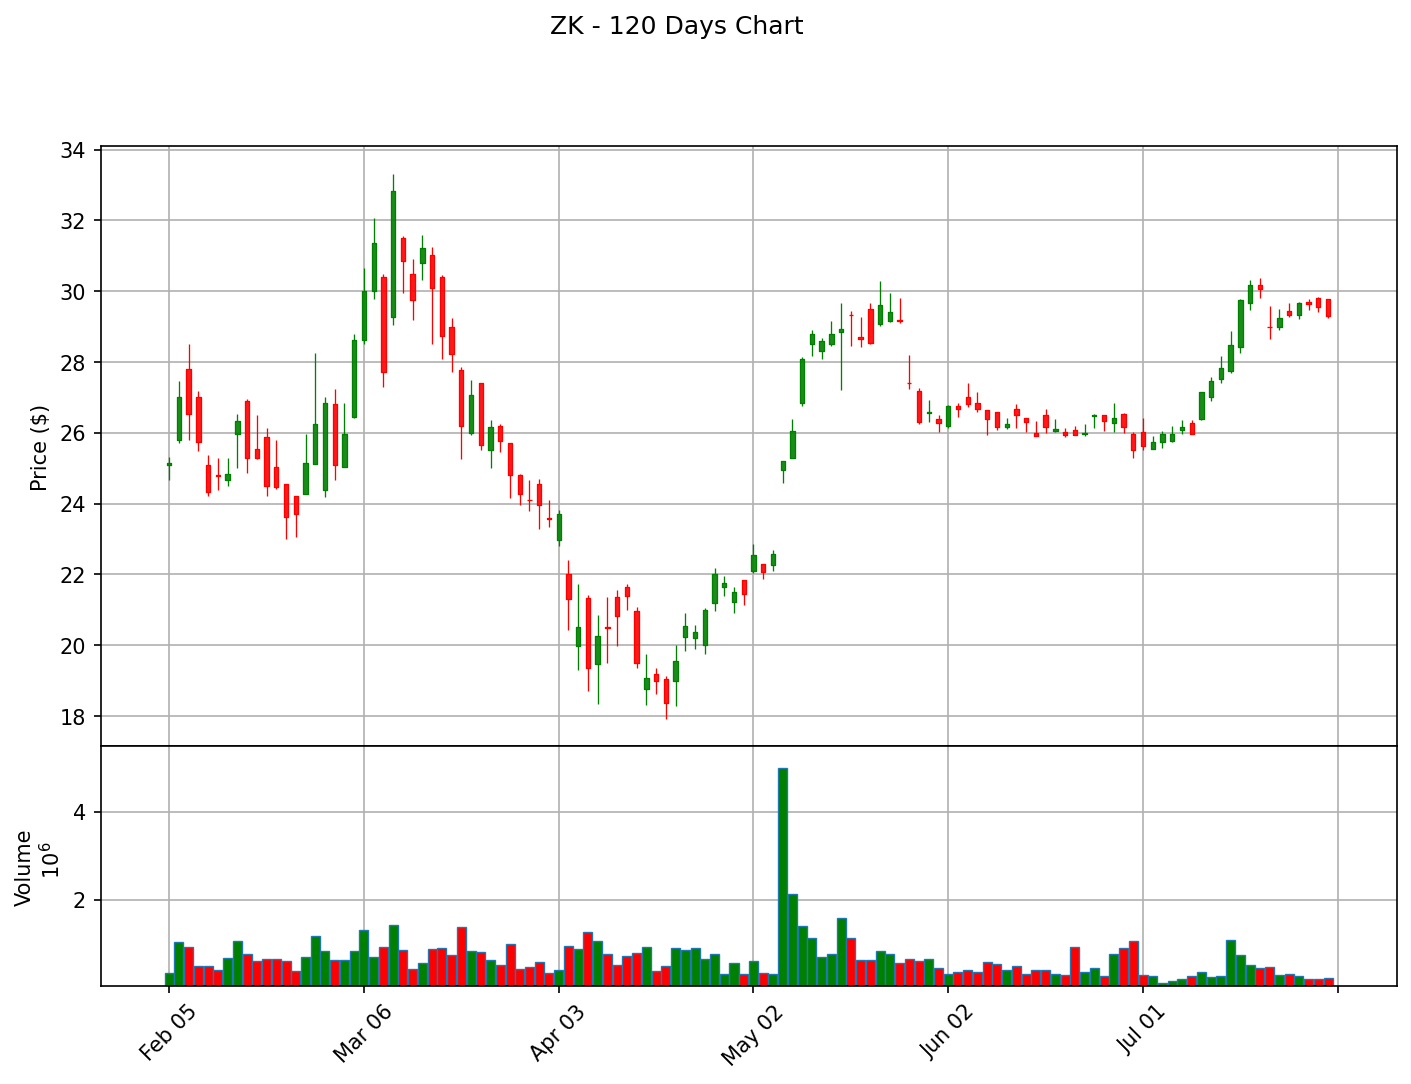 ZK - 120 Days Chart
Price ($)
34
32
30
28
26
24
22
20
18
Volume
10^6
4
2
Feb 05
Mar 06
Apr 03
May 02
Jun 02
Jul 01